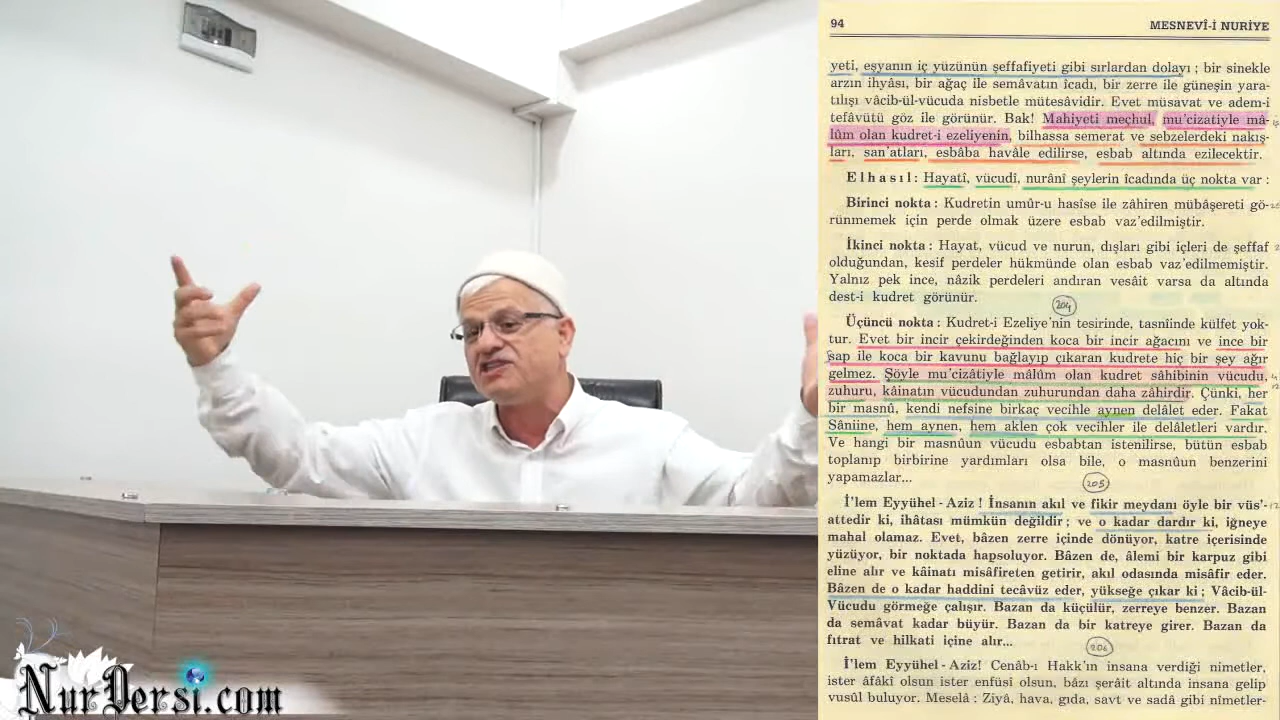 94 MESNEVÎ-İ NURİYE
yeti, eşyanın iç yüzünün şeffafiyeti gibi sırlardan dolayı ; bir sinekle
arzın ihyâsı, bir ağaç ile semâvatın îcadı, bir zerre ile güneşin yara-
tılışı vâcib-ül-vücuda nisbetle mütesâvidir. Evet müsavat ve adem-i
tefâvütü göz ile görünür. Bak! Mahiyeti meçhul, mu'cizatiyle mâ-
lûm olan kudret-i ezeliyenin, bilhassa semerat ve sebzelerdeki nakış-
ları, san'atları, esbâba havâle edilirse, esbab altında ezilecektir.
Elhasıl : Hayatî, vücudî, nurânî şeylerin îcadında üç nokta var :
Birinci nokta : Kudretin umûr-u hasîse ile zâhiren mübâşereti gö-
rünmemek için perde olmak üzere esbab vaz'edilmiştir.
İkinci nokta : Hayat, vücud ve nurun, dışları gibi içleri de şeffaf
olduğundan, kesif perdeler hükmünde olan esbab vaz'edilmemiştir.
Yalnız pek ince, nâzik perdeleri andıran vesâit varsa da altında
dest-i kudret görünür.
204
Üçüncü nokta : Kudret-i Ezeliye'nin tesirinde, tasniinde külfet yok-
tur. Evet bir incir çekirdeğinden koca bir incir ağacını ve ince bir
sap ile koca bir kavunu bağlayıp çıkaran kudrete hiç bir şey ağır
gelmez. Şöyle mu'cizâtiyle mâlûm olan kudret sâhibinin vücudu,
zuhuru, kâinatın vücudundan zuhurundan daha zâhirdir. Çünki, her
bir masnû, kendi nefsine birkaç vecihle aynen delâlet eder. Fakat
Sâniine, hem aynen, hem aklen çok vecihler ile delâletleri vardır.
Ve hangi bir masnûun vücudu esbabtan istenilirse, bütün esbab
toplanıp birbirine yardımları olsa bile, o masnûun benzerini
yapamazlar...
205
İ'lem Eyyühel - Aziz ! İnsanın akıl ve fikir meydanı öyle bir vüs'-
attedir ki, ihâtası mümkün değildir ; ve o kadar dardır ki, iğneye
mahal olamaz. Evet, bâzen zerre içinde dönüyor, katre içerisinde
yüzüyor, bir noktada hapsoluyor. Bâzen de, âlemi bir karpuz gibi
eline alır ve kâinatı misâfireten getirir, akıl odasında misâfir eder.
Bâzen de o kadar haddini tecâvüz eder, yükseğe çıkar ki ; Vâcib-ül-
Vücudu görmeğe çalışır. Bazan da küçülür, zerreye benzer. Bazan
da semâvat kadar büyür. Bazan da bir katreye girer. Bazan da
fıtrat ve hilkati içine alır...
206
İ'lem Eyyühel - Aziz! Cenâb-ı Hakk'ın insana verdiği nimetler,
ister âfâkî olsun ister enfüsî olsun, bâzı şerâit altında insana gelip
vusûl buluyor. Meselâ : Ziyâ, hava, gıda, savt ve sadâ gibi nîmetler-
NurDersi.com